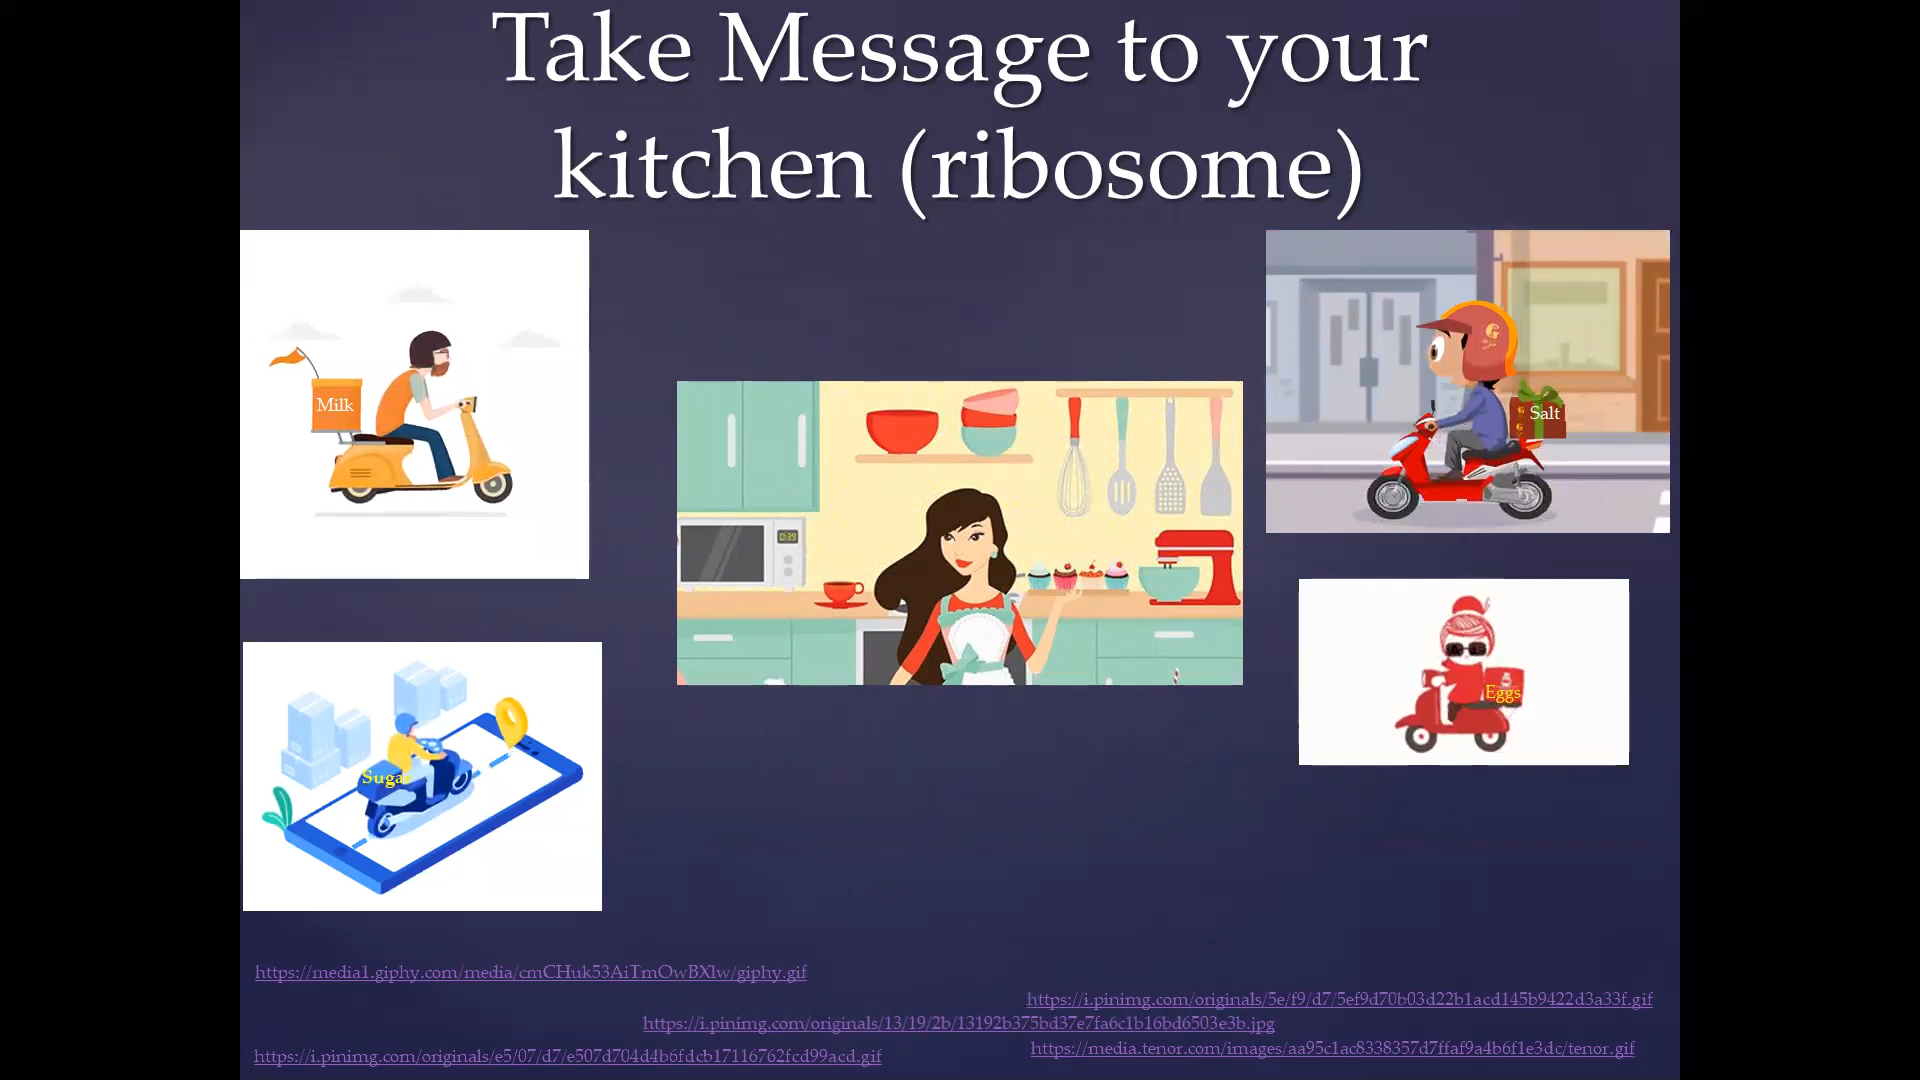 Take Message to your
kitchen (ribosome)
Milk
Salt
0:39
Eggs
Sugar
https://media1.giphy.com/media/cmCHuk53AiTmOwBXlw/giphy.gif
https://i.pinimg.com/originals/5e/f9/d7/5ef9d70b03d22b1acd145b9422d3a33f.gif
https://i.pinimg.com/originals/13/19/2b/13192b375bd37e7fa6c1b16bd6503e3b.jpg
https://media.tenor.com/images/aa95c1ac8338357d7ffaf9a4b6f1e3dc/tenor.gif
https://i.pinimg.com/originals/e5/07/d7/e507d704d4b6fdcb17116762fcd99acd.gif